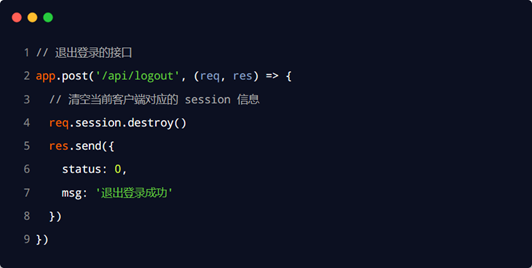 1 // 退出登录的接口
2 app.post('/api/logout', (req, res) => {
3   // 清空当前客户端对应的 session 信息
4   req.session.destroy()
5   res.send({
6     status: 0,
7     msg: '退出登录成功'
8   })
9 })